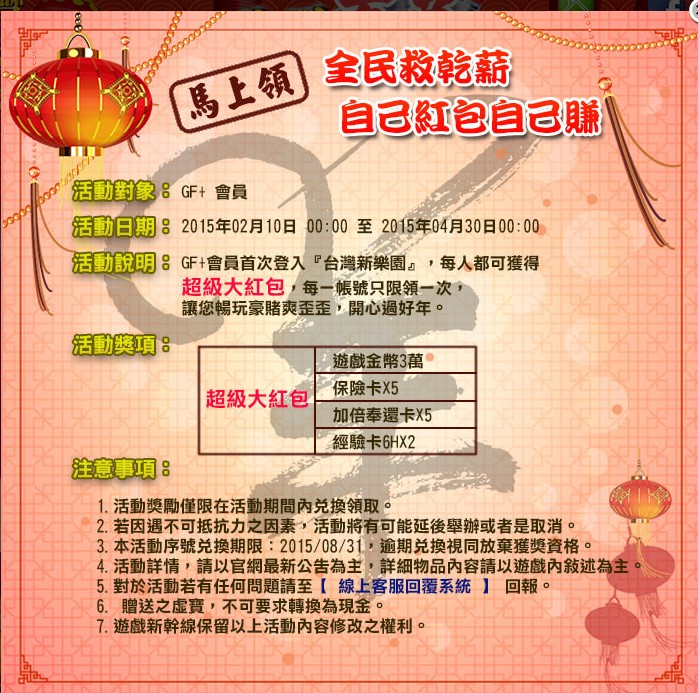 馬上領
全民救乾薪
自己紅包自己賺
活動對象：GF+ 會員
活動日期：2015年02月10日 00:00 至 2015年04月30日00:00
活動說明：GF+會員首次登入『台灣新樂園』，每人都可獲得
超級大紅包，每一帳號只限領一次，
讓您暢玩豪賭爽歪歪，開心過好年。
活動獎項：
超級大紅包
遊戲金幣3萬
保險卡X5
加倍奉還卡X5
經驗卡6HX2
注意事項：
1. 活動獎勵僅限在活動期間內兌換領取。
2. 若因遇不可抵抗力之因素，活動將有可能延後舉辦或者是取消。
3. 本活動序號兌換期限：2015/08/31，逾期兌換視同放棄獲獎資格。
4. 活動詳情，請以官網最新公告為主，詳細物品內容請以遊戲內敘述為主。
5. 對於活動若有任何問題請至【 線上客服回覆系統 】 回報。
6. 贈送之虛寶，不可要求轉換為現金。
7. 遊戲新幹線保留以上活動內容修改之權利。